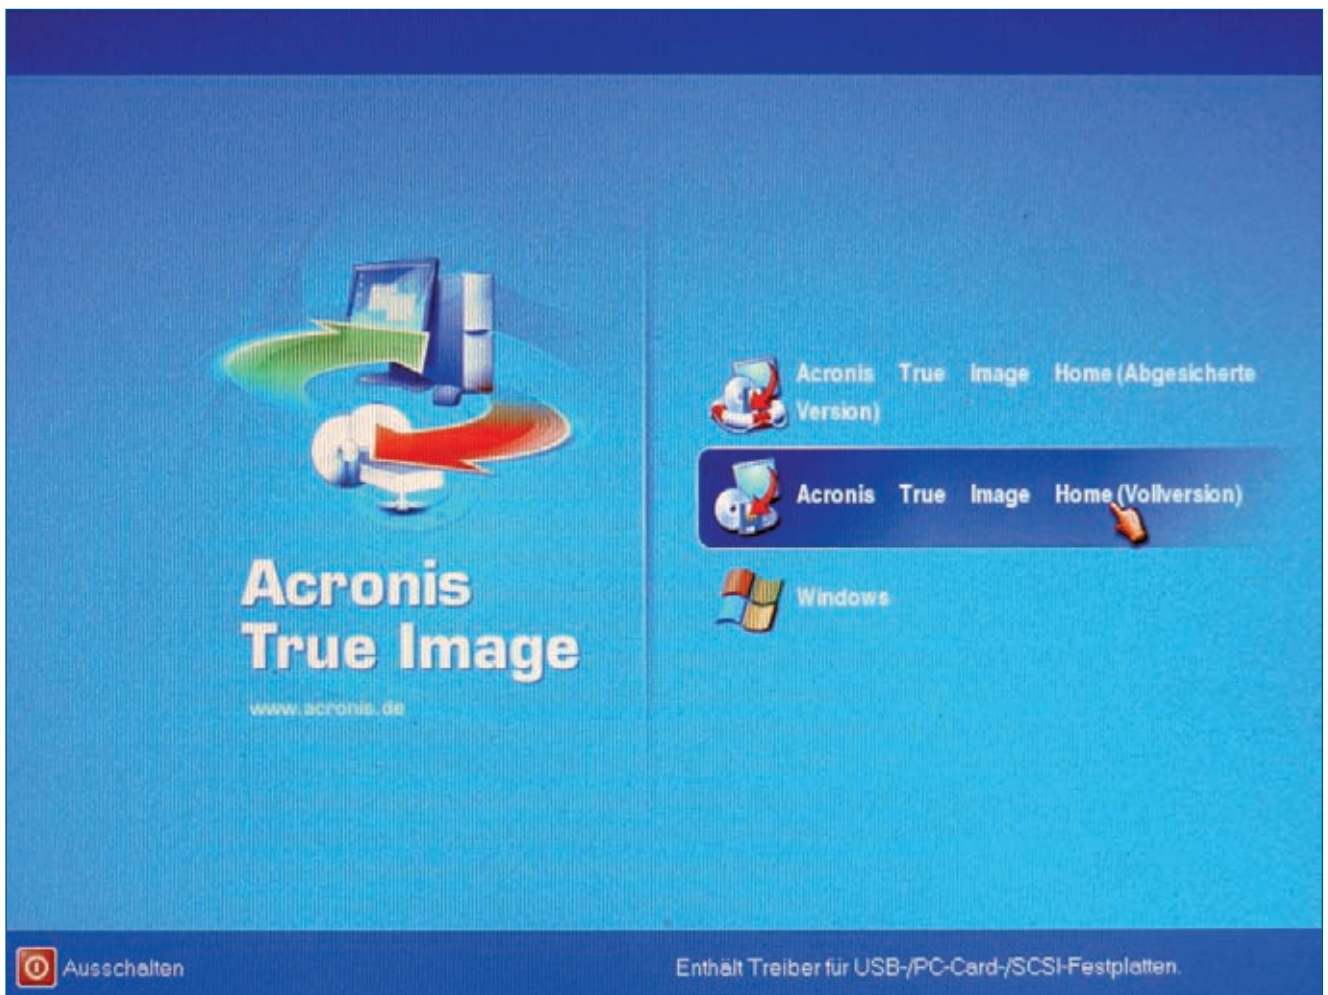 Acronis
True Image
www.acronis.de
Acronis True Image Home (Abgesicherte
Version)
Acronis True Image Home (Vollversion)
Windows
Ausschalten
Enthält Treiber für USB-/PC-Card-/SCSI-Festplatten.